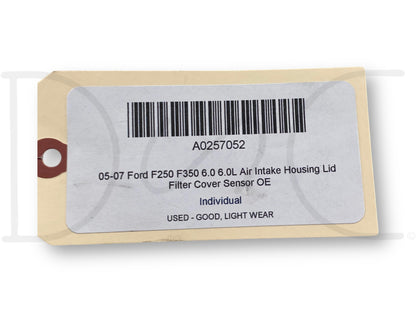 A0257052
05-07 Ford F250 F350 6.0 6.0L Air Intake Housing Lid
Filter Cover Sensor OE
Individual
USED - GOOD, LIGHT WEAR